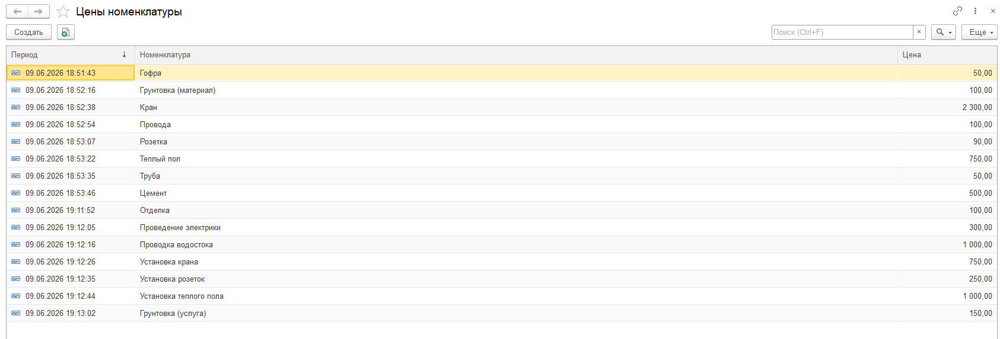 Цены номенклатуры
Создать Поиск (Ctrl+F) × Еще
Период ↓ Номенклатура Цена
09.06.2026 18:51:43 Гофра 50,00
09.06.2026 18:52:16 Грунтовка (материал) 100,00
09.06.2026 18:52:38 Кран 2 300,00
09.06.2026 18:52:54 Провода 100,00
09.06.2026 18:53:07 Розетка 90,00
09.06.2026 18:53:22 Теплый пол 750,00
09.06.2026 18:53:35 Труба 50,00
09.06.2026 18:53:46 Цемент 500,00
09.06.2026 19:11:52 Отделка 100,00
09.06.2026 19:12:05 Проведение электрики 300,00
09.06.2026 19:12:16 Проводка водостока 1 000,00
09.06.2026 19:12:26 Установка крана 750,00
09.06.2026 19:12:35 Установка розеток 250,00
09.06.2026 19:12:44 Установка теплого пола 1 000,00
09.06.2026 19:13:02 Грунтовка (услуга) 150,00